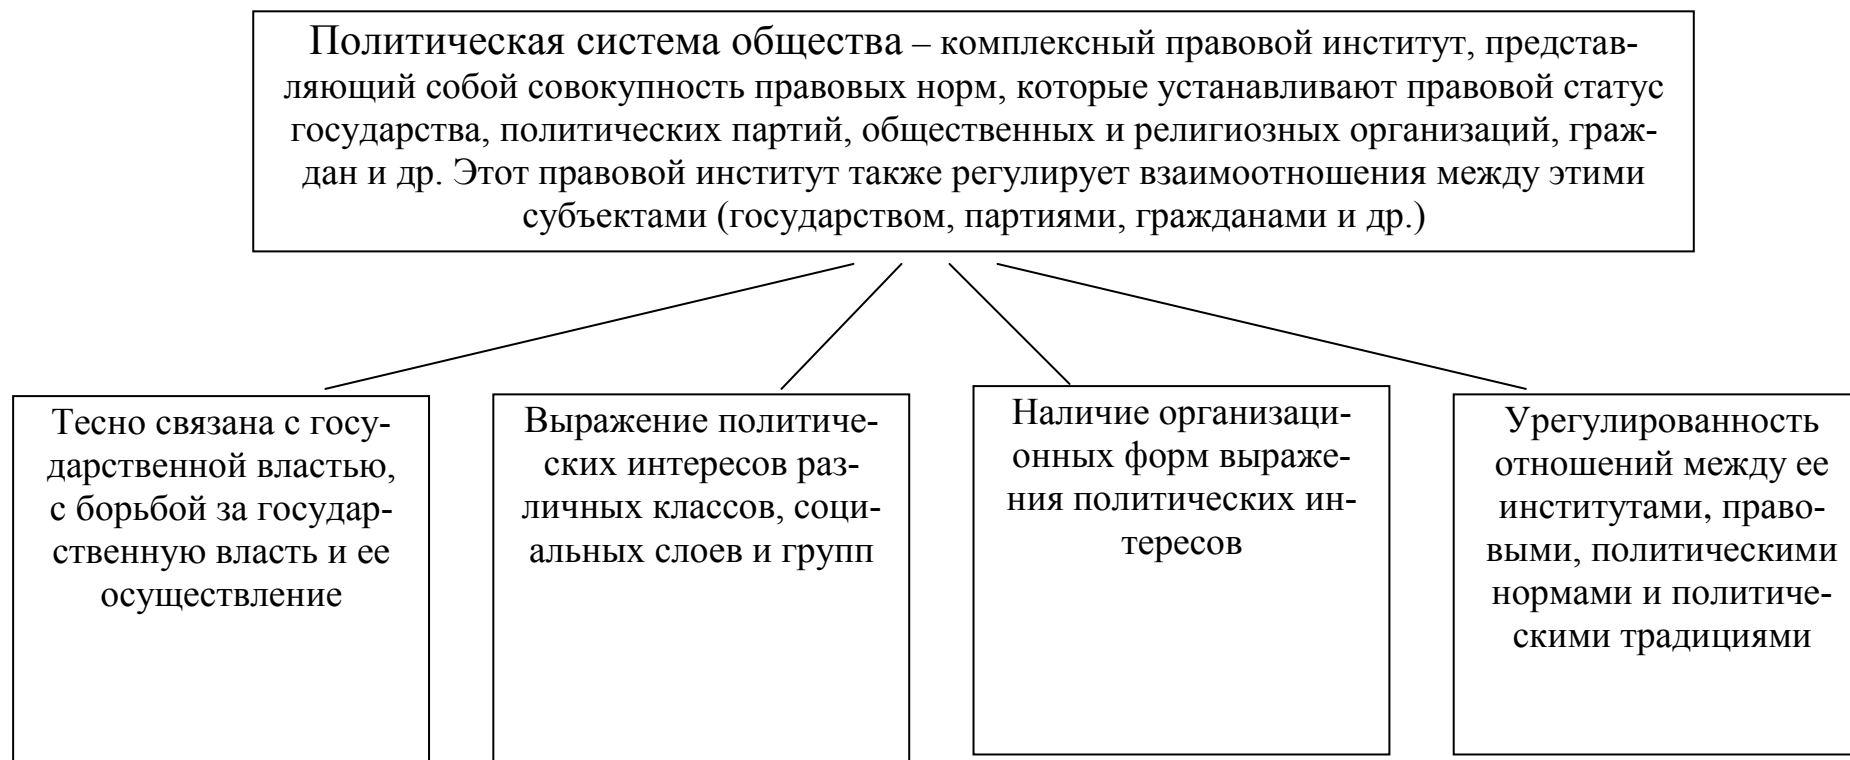 Политическая система общества – комплексный правовой институт, представ-
ляющий собой совокупность правовых норм, которые устанавливают правовой статус
государства, политических партий, общественных и религиозных организаций, граж-
дан и др. Этот правовой институт также регулирует взаимоотношения между этими
субъектами (государством, партиями, гражданами и др.)
Тесно связана с госу-
дарственной властью,
с борьбой за государ-
ственную власть и ее
осуществление
Выражение политиче-
ских интересов раз-
личных классов, соци-
альных слоев и групп
Наличие организаци-
онных форм выраже-
ния политических ин-
тересов
Урегулированность
отношений между ее
институтами, право-
выми, политическими
нормами и политиче-
скими традициями